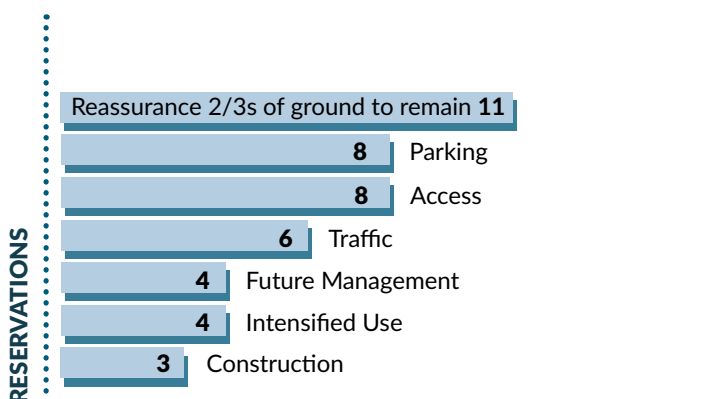 Reassurance 2/3s of ground to remain 11
8 Parking
8 Access
6 Traffic
4 Future Management
4 Intensified Use
3 Construction
RESERVATIONS